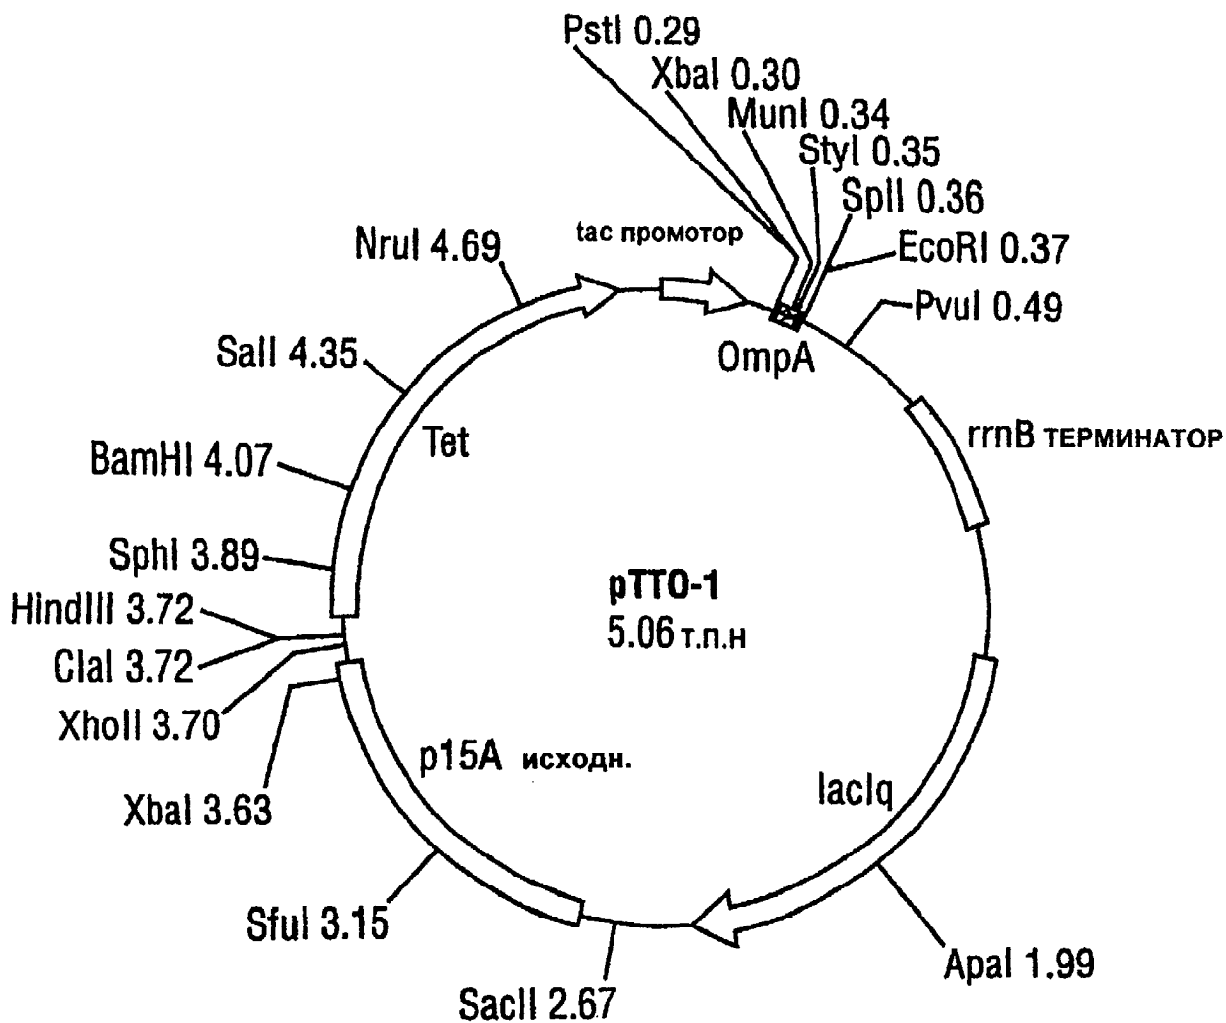 PstI 0.29
XbaI 0.30
MunI 0.34
StyI 0.35
SplI 0.36
EcoRI 0.37
PvuI 0.49
tac промотор
NruI 4.69
OmpA
SalI 4.35
rrnB ТЕРМИНАТОР
Tet
BamHI 4.07
SphI 3.89
pTTO-1
5.06 т.п.н
HindIII 3.72
ClaI 3.72
XhoII 3.70
p15A исходн.
lacIq
XbaI 3.63
SfuI 3.15
ApaI 1.99
SacII 2.67